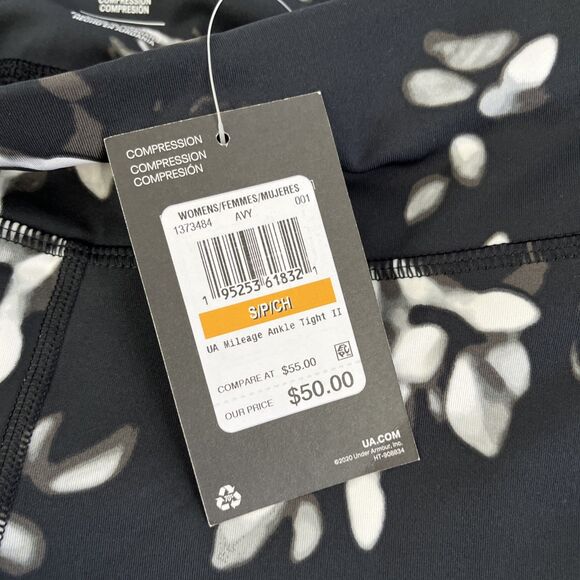 COMPRESSION
COMPRESSION
COMPRESSION
COMPRESSION
COMPRESIÓN
WOMENS/FEMMES/MUJERES
1373484 AVY 001
1 95253 61832 1
S/P/CH
UA Mileage Ankle Tight II
COMPARE AT $55.00
OUR PRICE $50.00
UA.COM
©2020 Under Armour, Inc.
HT-908834